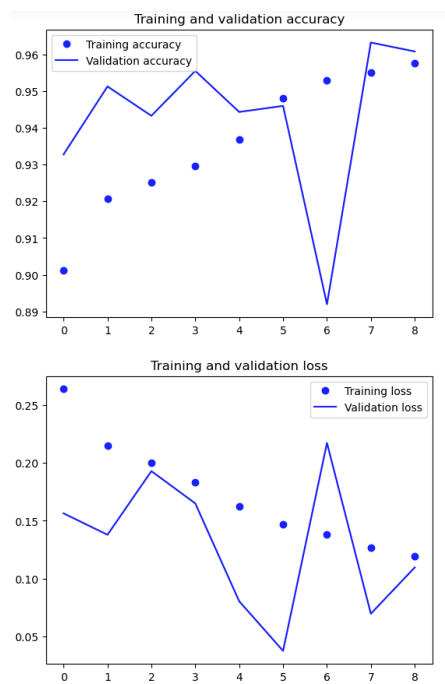 Training and validation accuracy
Training accuracy
Validation accuracy
0.96
0.95
0.94
0.93
0.92
0.91
0.90
0.89
0 1 2 3 4 5 6 7 8
Training and validation loss
Training loss
Validation loss
0.25
0.20
0.15
0.10
0.05
0 1 2 3 4 5 6 7 8